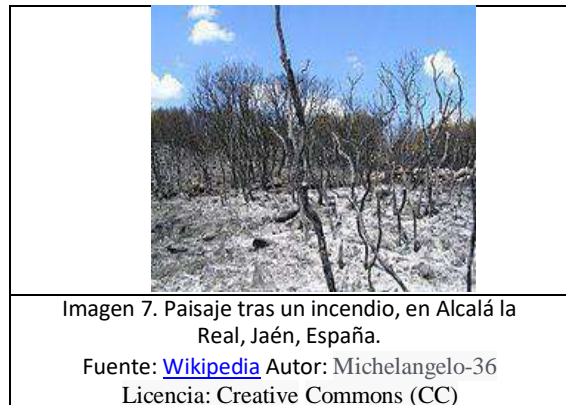 Imagen 7. Paisaje tras un incendio, en Alcalá la
Real, Jaén, España.
Fuente: Wikipedia Autor: Michelangelo-36
Licencia: Creative Commons (CC)